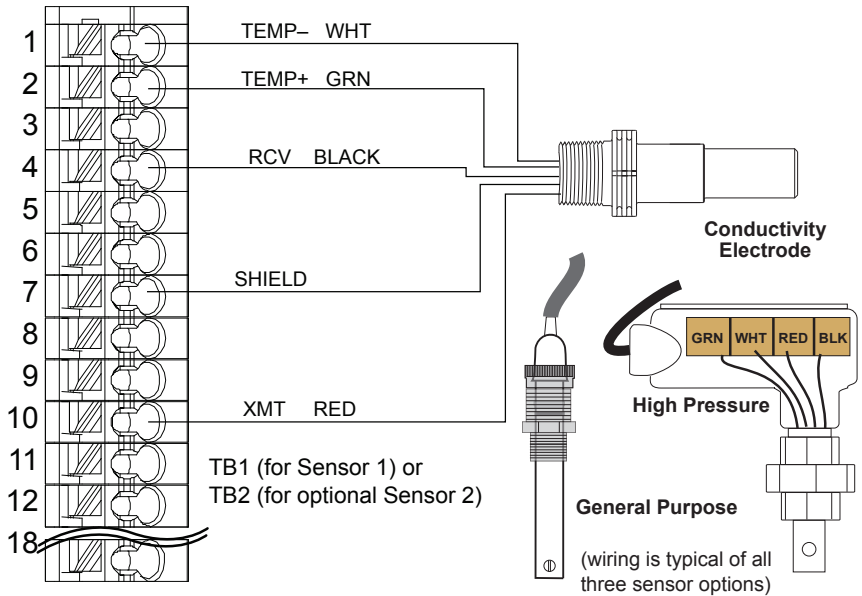 1
TEMP– WHT
2
TEMP+ GRN
3
4
RCV BLACK
5
6
7
SHIELD
8
9
10
XMT RED
11
12
18
TB1 (for Sensor 1) or
TB2 (for optional Sensor 2)
Conductivity
Electrode
GRN WHT RED BLK
High Pressure
General Purpose
(wiring is typical of all
three sensor options)